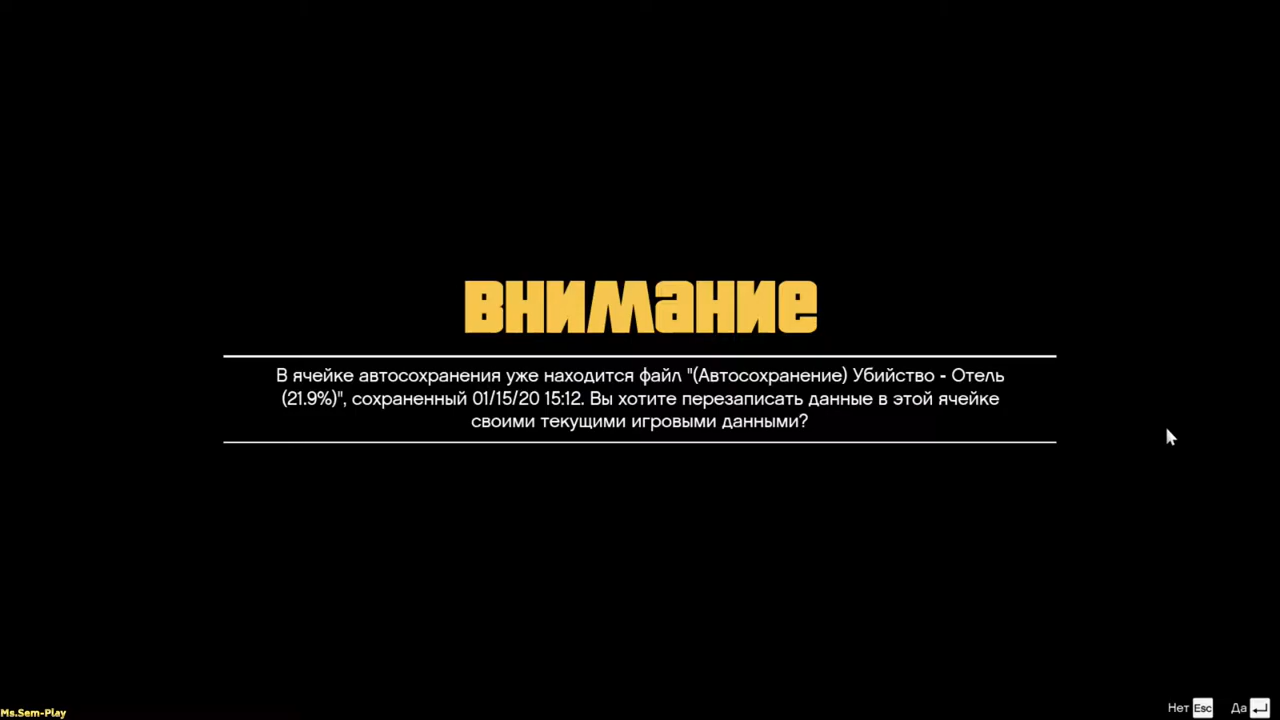 внимание
В ячейке автосохранения уже находится файл "(Автосохранение) Убийство - Отель
(21.9%)", сохраненный 01/15/20 15:12. Вы хотите перезаписать данные в этой ячейке
своими текущими игровыми данными?
Ms.Sem-Play
Нет Esc Да